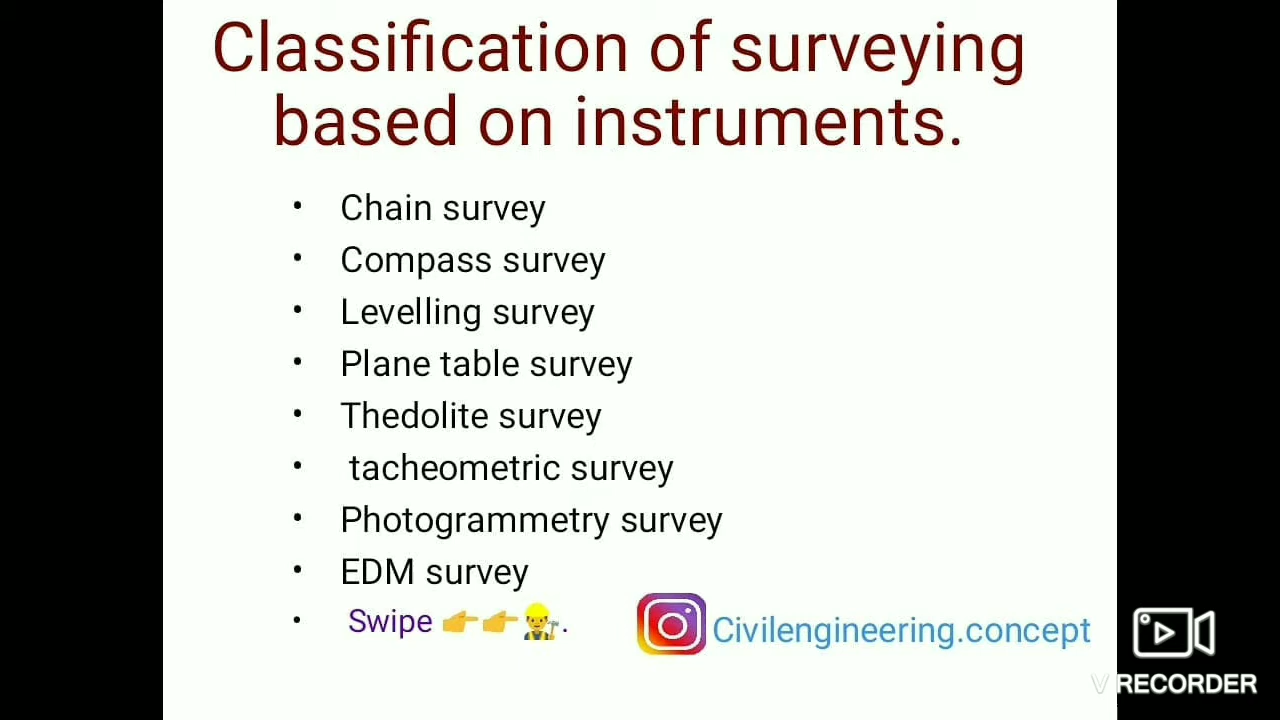 Classification of surveying
based on instruments.
• Chain survey
• Compass survey
• Levelling survey
• Plane table survey
• Thedolite survey
• tacheometric survey
• Photogrammetry survey
• EDM survey
• Swipe 👉👉👷.
Civilengineering.concept
V RECORDER